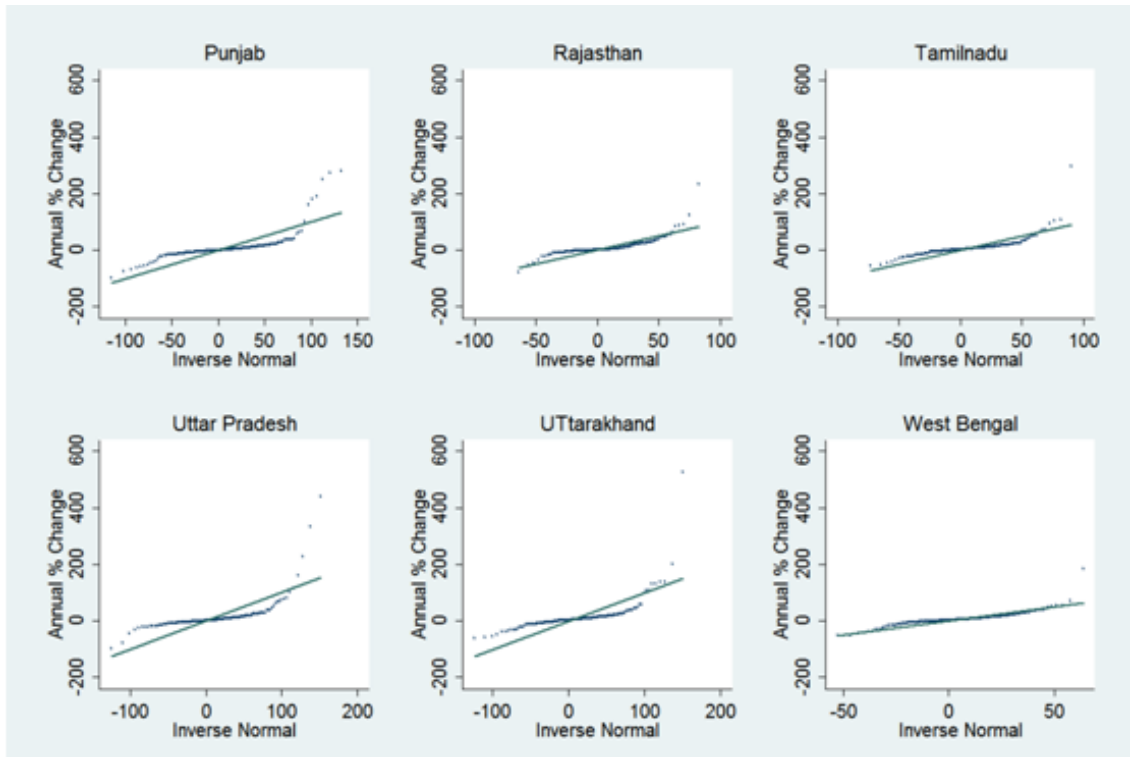 Punjab
Annual % Change
600
400
200
0
-200
-100 -50 0 50 100 150
Inverse Normal
Rajasthan
Annual % Change
600
400
200
0
-200
-100 -50 0 50 100
Inverse Normal
Tamilnadu
Annual % Change
600
400
200
0
-200
-100 -50 0 50 100
Inverse Normal
Uttar Pradesh
Annual % Change
600
400
200
0
-200
-100 0 100 200
Inverse Normal
UTtarakhand
Annual % Change
600
400
200
0
-200
-100 0 100 200
Inverse Normal
West Bengal
Annual % Change
600
400
200
0
-200
-50 0 50
Inverse Normal